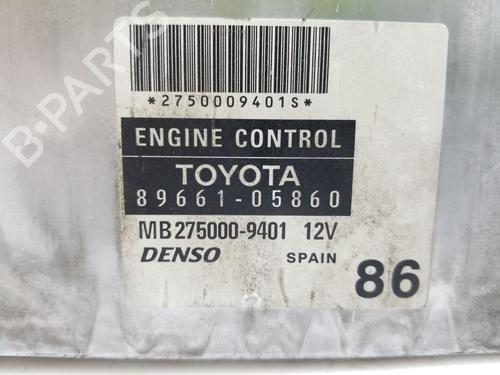 B-PARTS
*2750009401S*
ENGINE CONTROL
TOYOTA
89661-05860
MB275000-9401 12V
DENSO SPAIN 86